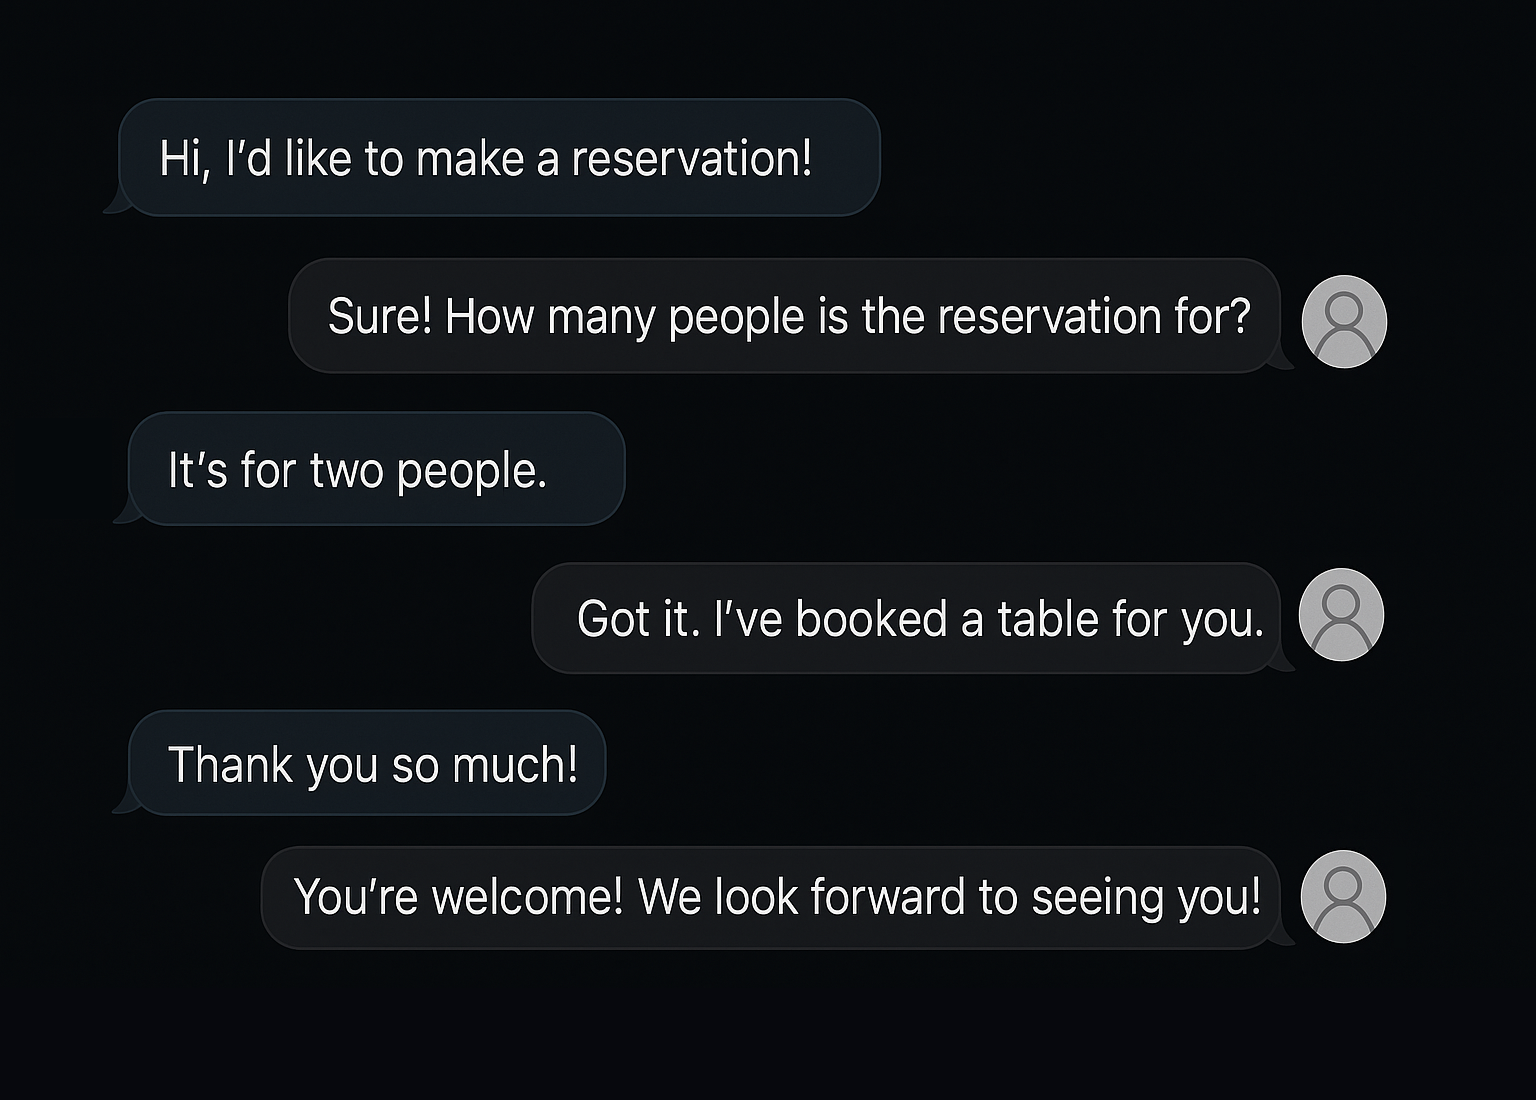 Hi, I’d like to make a reservation!
Sure! How many people is the reservation for?
It’s for two people.
Got it. I’ve booked a table for you.
Thank you so much!
You’re welcome! We look forward to seeing you!